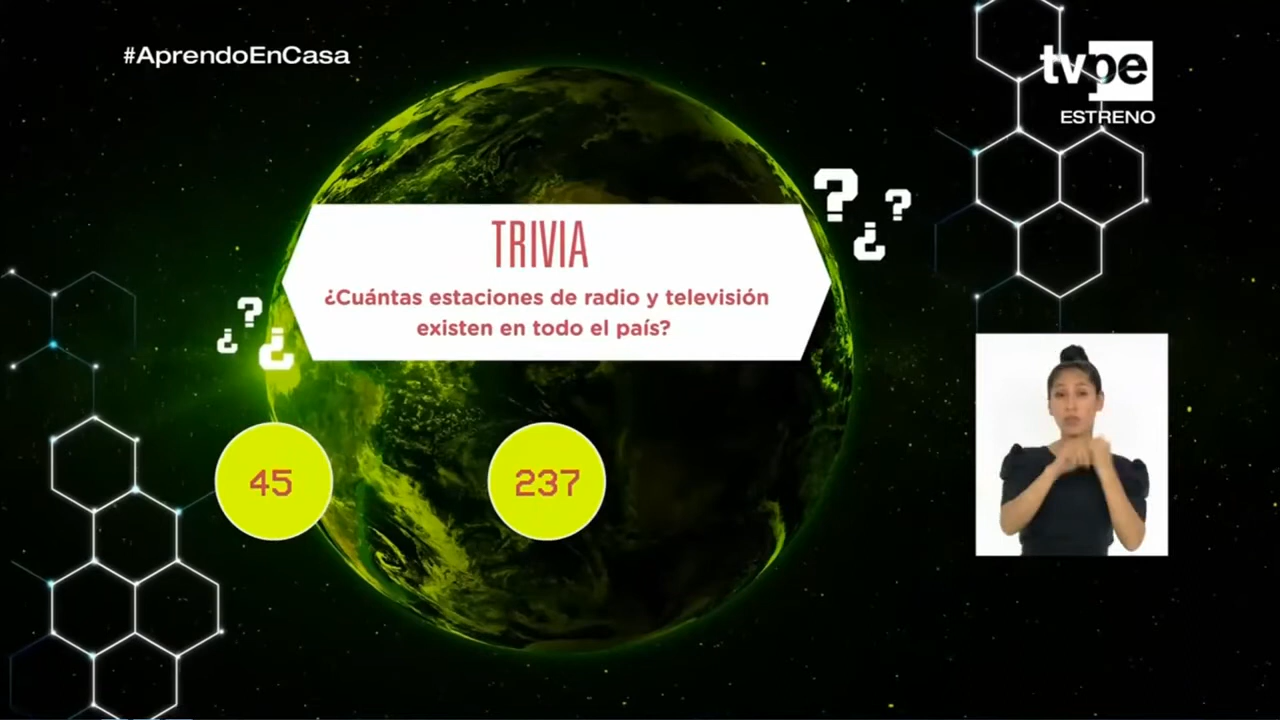 #AprendoEnCasa
tvpe
ESTRENO
TRIVIA
¿Cuántas estaciones de radio y televisión
existen en todo el país?
45
237